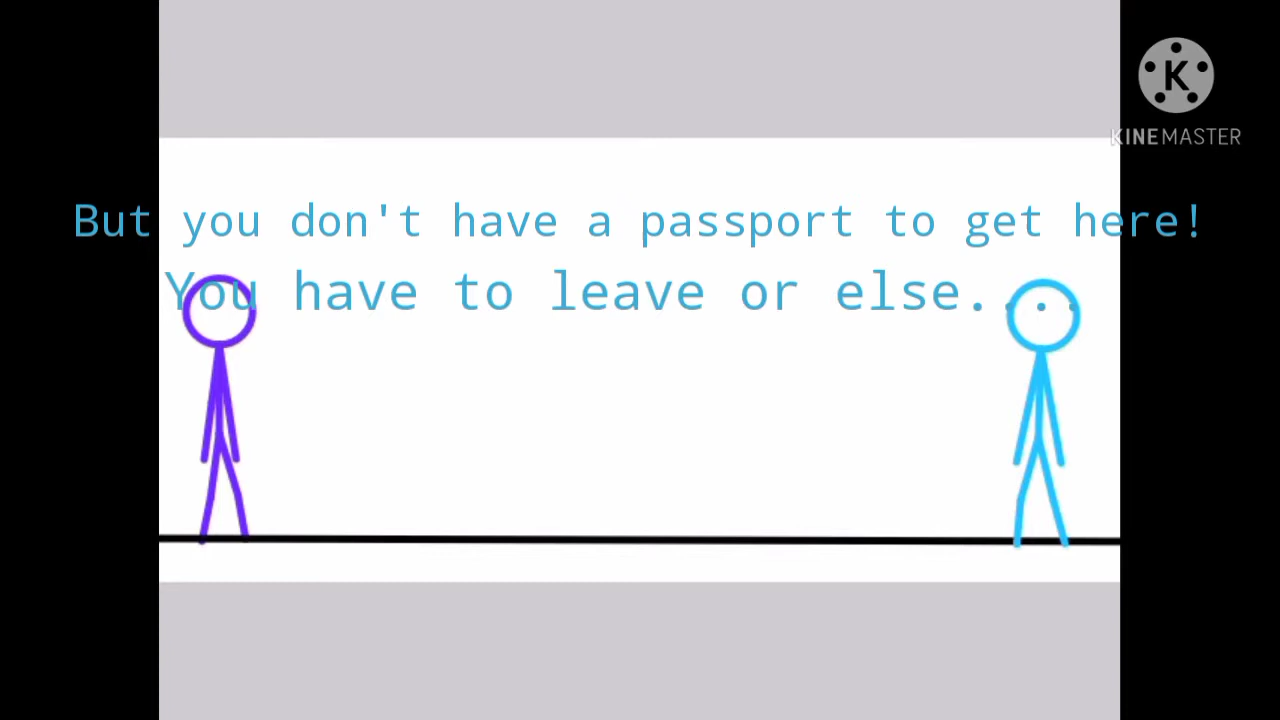 K
KINEMASTER
But you don't have a passport to get here!
You have to leave or else....